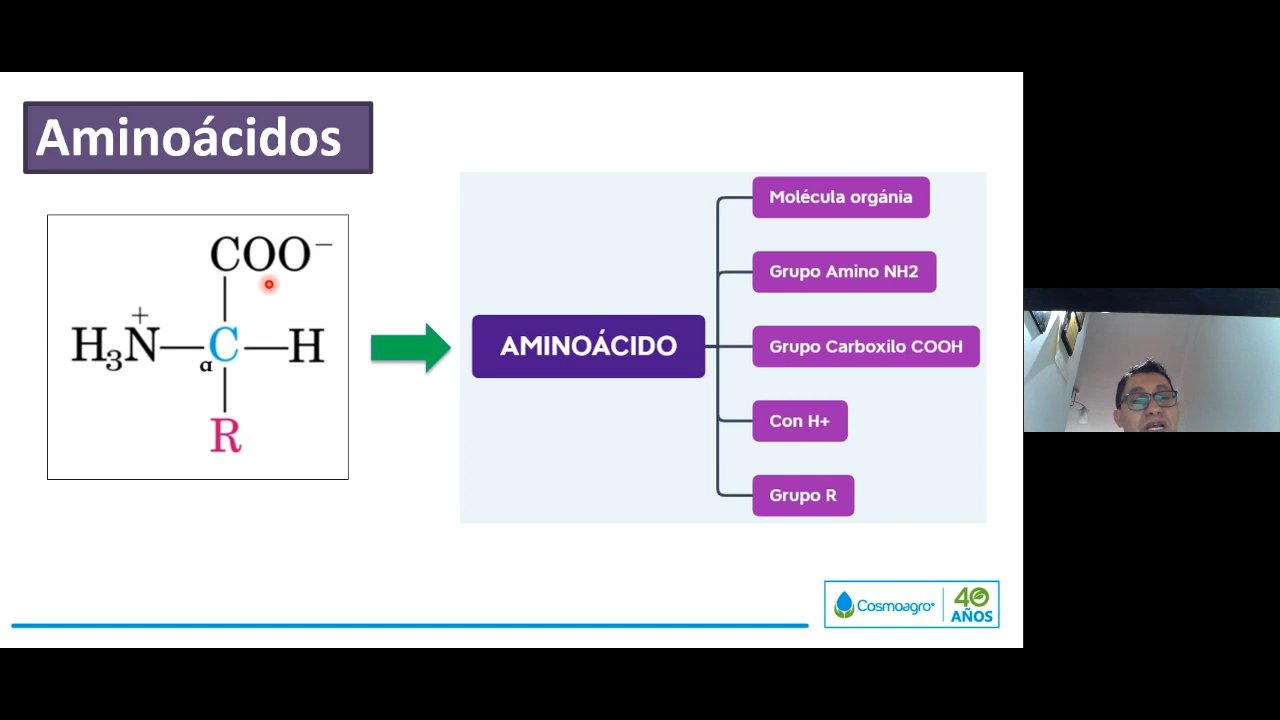 Aminoácidos
COO⁻
H₃N⁺—C—H
α
R
AMINOÁCIDO
Molécula orgánia
Grupo Amino NH2
Grupo Carboxilo COOH
Con H+
Grupo R
Cosmoagro
40
AÑOS